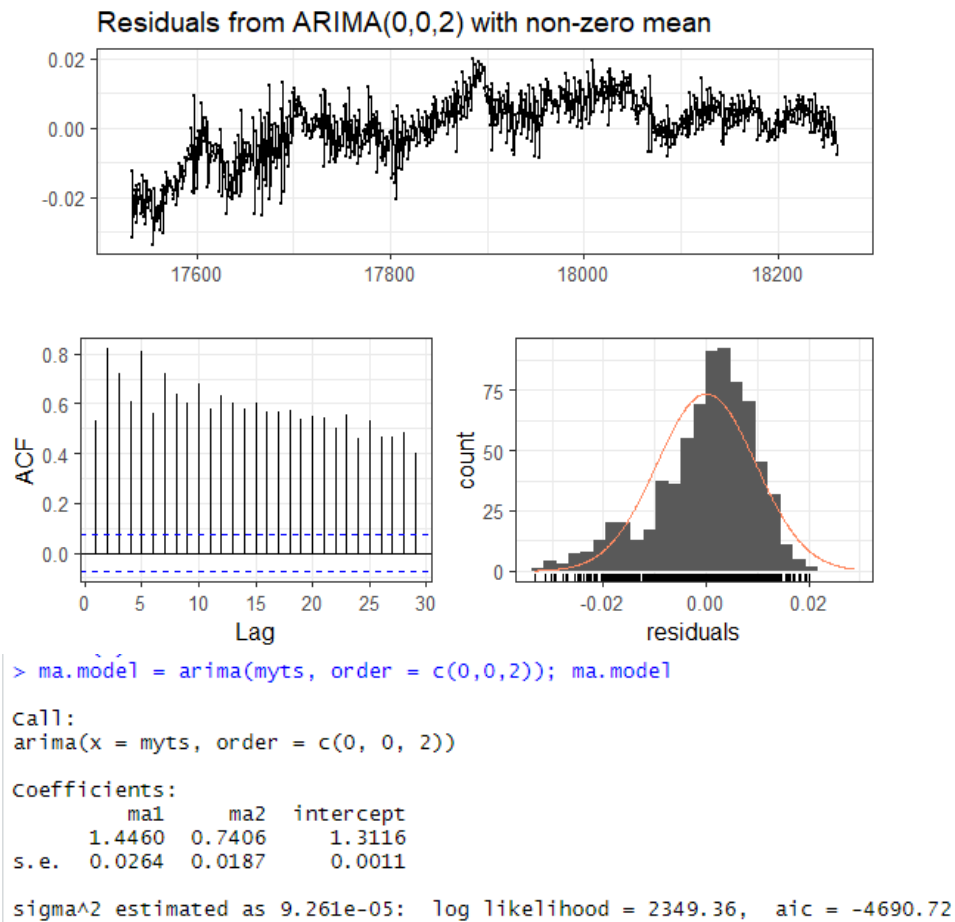 Residuals from ARIMA(0,0,2) with non-zero mean
0.02
0.00
-0.02
17600 17800 18000 18200
0.8
0.6
0.4
0.2
0.0
ACF
0 5 10 15 20 25 30
Lag
75
50
25
0
count
-0.02 0.00 0.02
residuals
> ma.model = arima(myts, order = c(0,0,2)); ma.model
Call:
arima(x = myts, order = c(0, 0, 2))
Coefficients:
ma1 ma2 intercept
1.4460 0.7406 1.3116
s.e. 0.0264 0.0187 0.0011
sigma^2 estimated as 9.261e-05: log likelihood = 2349.36, aic = -4690.72